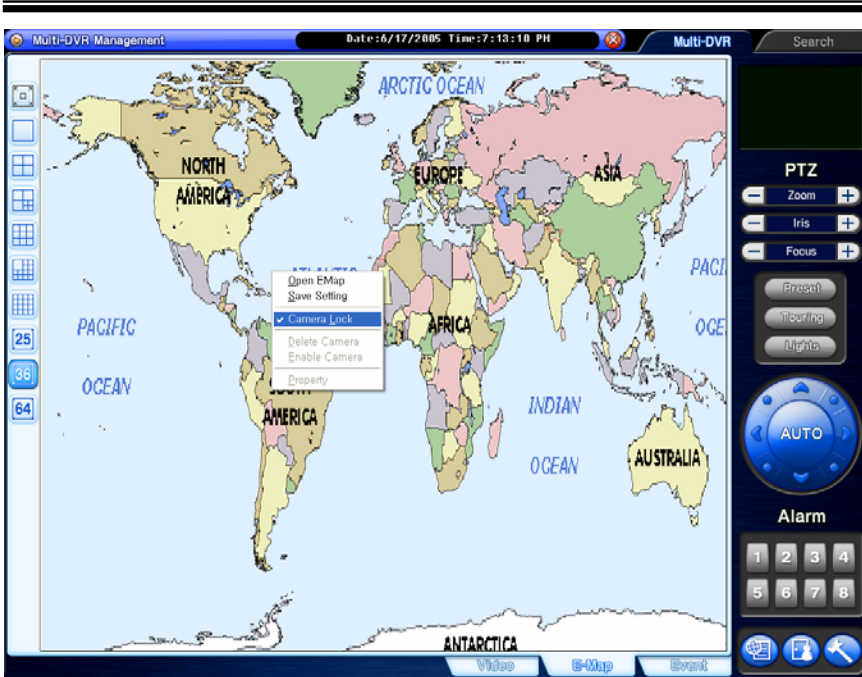 Multi-DVR Management
Date:6/17/2005 Time:7:13:10 PM
Multi-DVR
Search
ARCTIC OCEAN
NORTH
AMERICA
EUROPE
ASIA
PTZ
Zoom
Iris
Focus
Preset
Touring
Lights
Open EMap
Save Setting
Camera Lock
Delete Camera
Enable Camera
Property
PACIFIC
OCEAN
AFRICA
PACI
OCE
AMERICA
INDIAN
OCEAN
AUSTRALIA
25
36
64
AUTO
Alarm
1 2 3 4
5 6 7 8
ANTARCTICA
Video
E-Map
Event